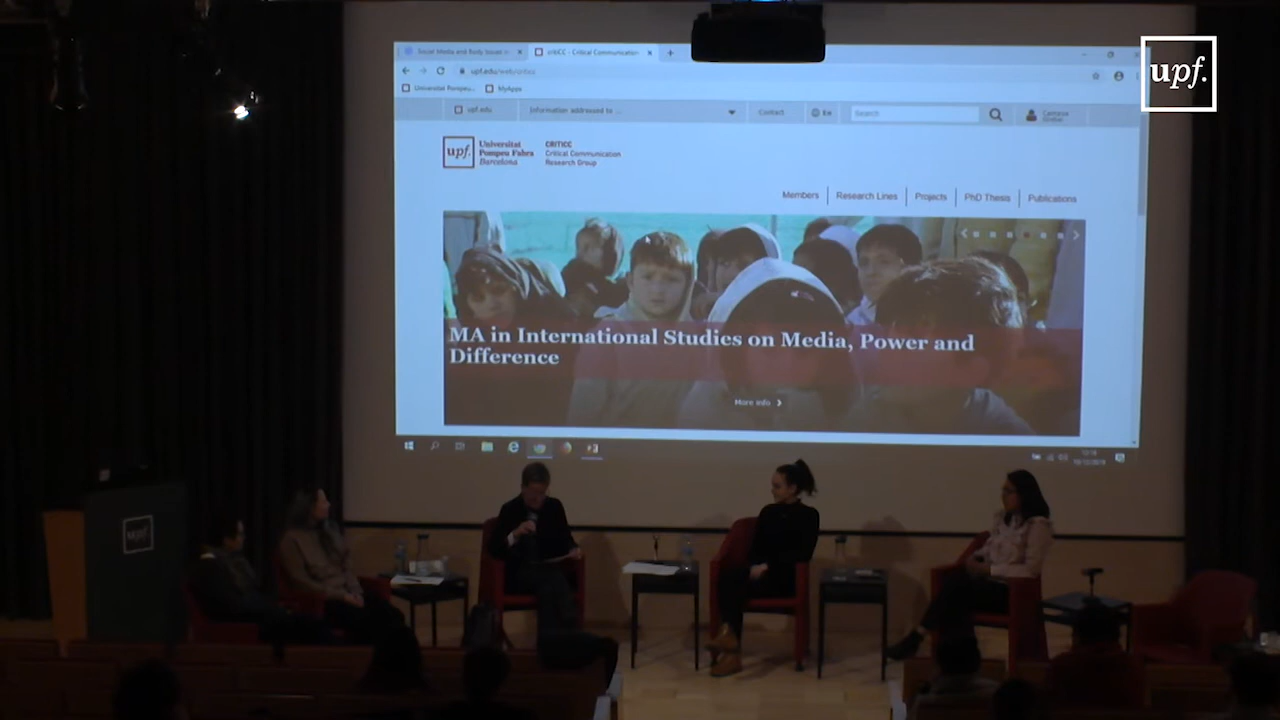 upf.
Social Media and Body Issues
critiCC - Critical Communication
upf.edu/web/criticc
Universitat Pompeu...
MyApps
upf.edu
Information addressed to ...
Contact
Search
upf.
Universitat
Pompeu Fabra
Barcelona
CRITICC
Critical Communication
Research Group
Members
Research Lines
Projects
PhD Thesis
Publications
MA in International Studies on Media, Power and
Difference
More info
upf.